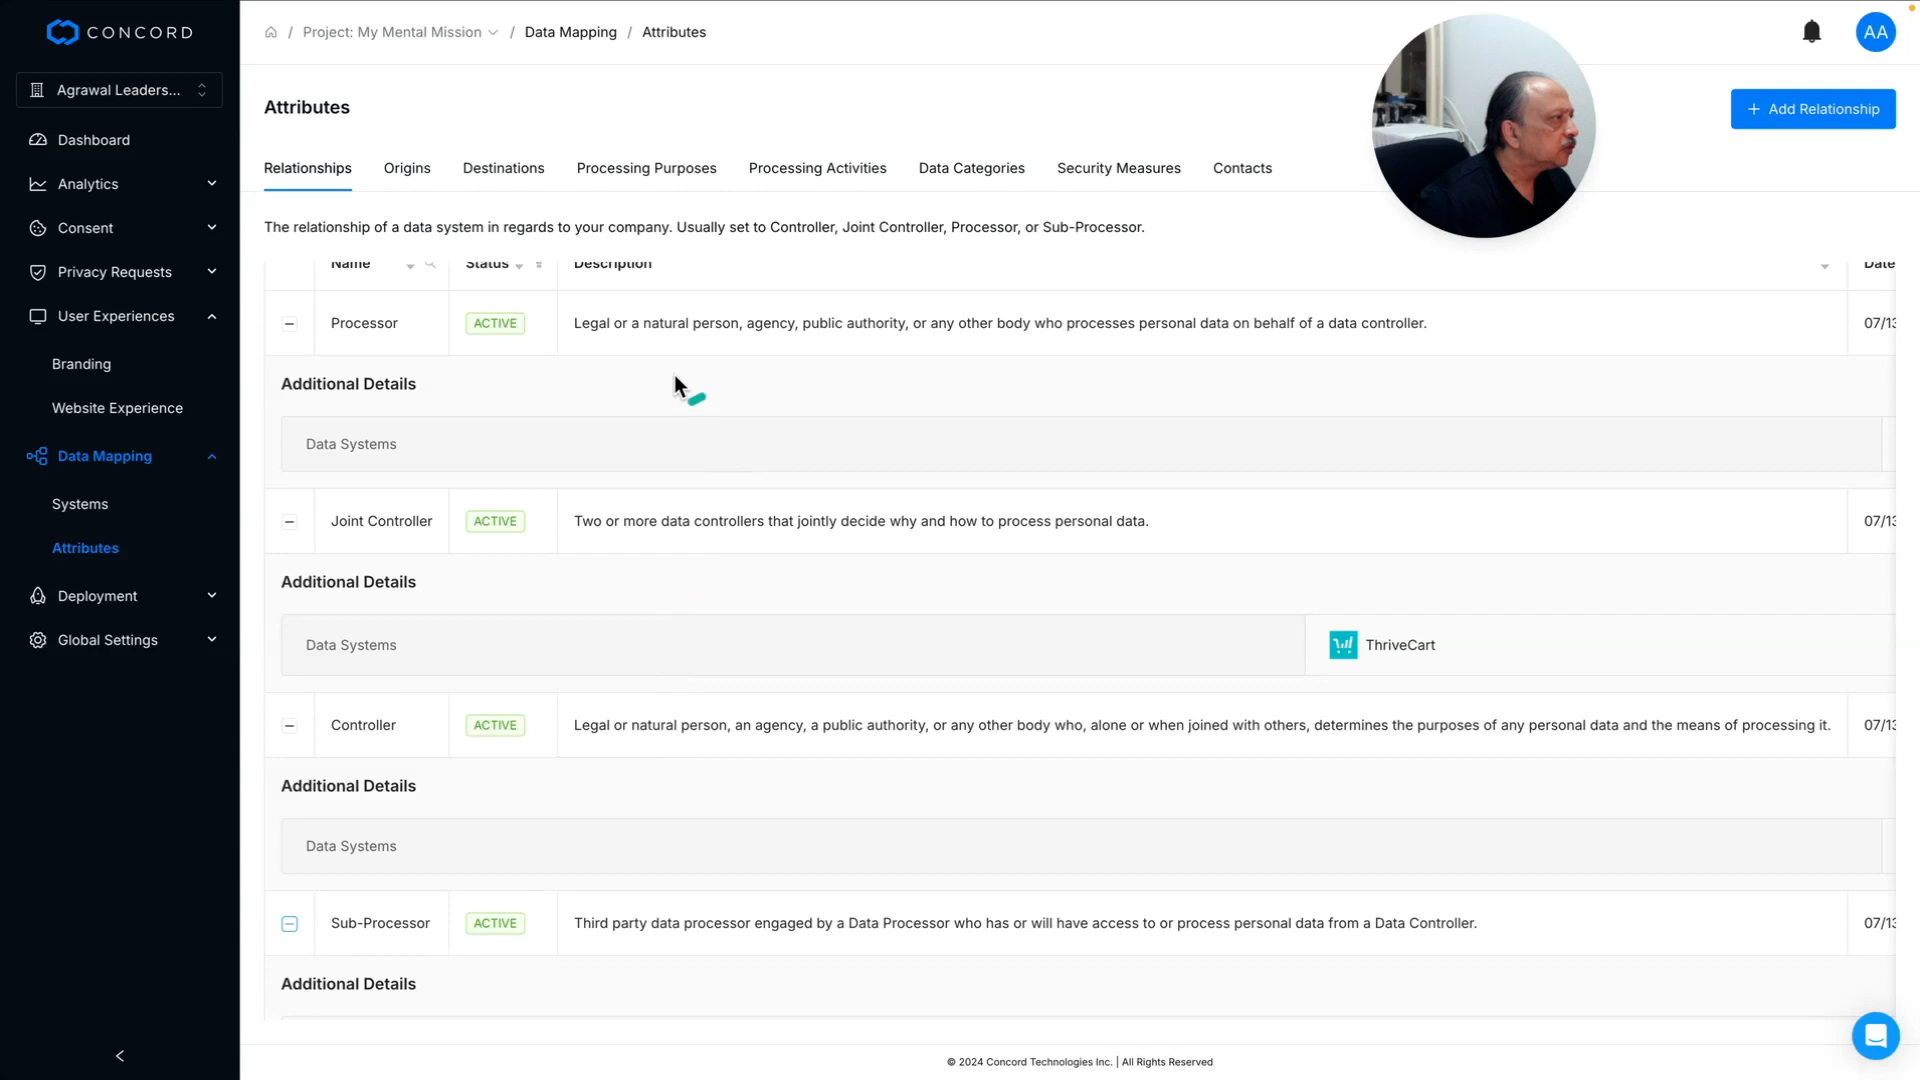 CONCORD
Project: My Mental Mission / Data Mapping / Attributes
AA
Agrawal Leaders...
Dashboard
Analytics
Consent
Privacy Requests
User Experiences
Branding
Website Experience
Data Mapping
Systems
Attributes
Deployment
Global Settings
Attributes
+ Add Relationship
Relationships Origins Destinations Processing Purposes Processing Activities Data Categories Security Measures Contacts
The relationship of a data system in regards to your company. Usually set to Controller, Joint Controller, Processor, or Sub-Processor.
Name Status Description Date
Processor ACTIVE Legal or a natural person, agency, public authority, or any other body who processes personal data on behalf of a data controller. 07/13
Additional Details
Data Systems
Joint Controller ACTIVE Two or more data controllers that jointly decide why and how to process personal data. 07/13
Additional Details
Data Systems ThriveCart
Controller ACTIVE Legal or natural person, an agency, a public authority, or any other body who, alone or when joined with others, determines the purposes of any personal data and the means of processing it. 07/13
Additional Details
Data Systems
Sub-Processor ACTIVE Third party data processor engaged by a Data Processor who has or will have access to or process personal data from a Data Controller. 07/13
Additional Details
© 2024 Concord Technologies Inc. | All Rights Reserved